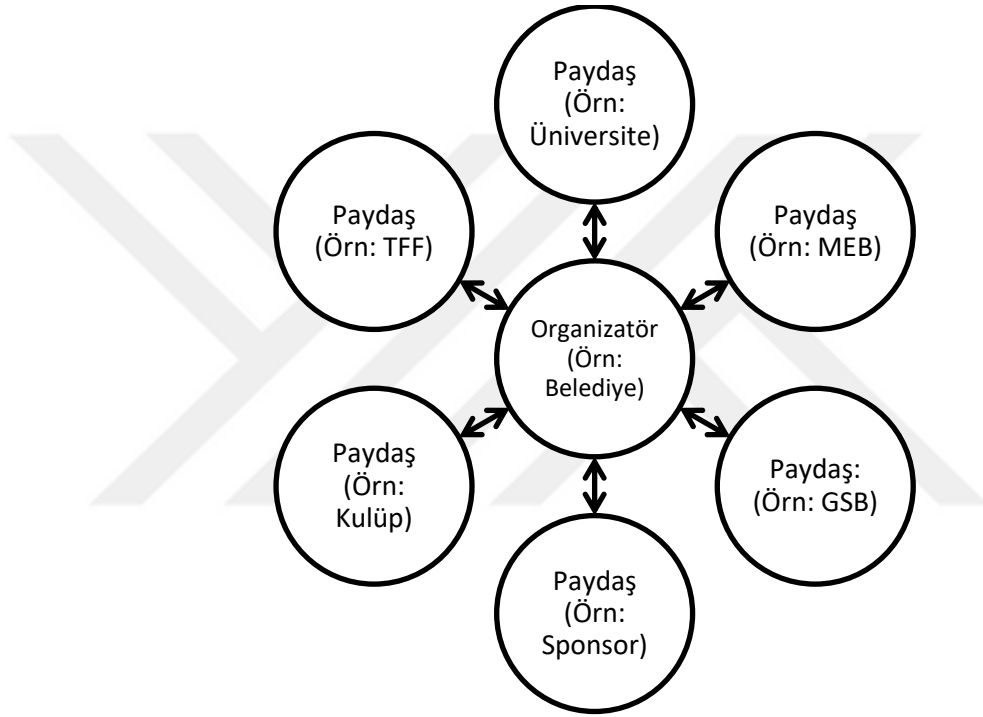 Paydaş
(Örn:
Üniversite)
Paydaş
(Örn: TFF)
Paydaş
(Örn: MEB)
Organizatör
(Örn:
Belediye)
Paydaş
(Örn:
Kulüp)
Paydaş:
(Örn: GSB)
Paydaş
(Örn:
Sponsor)